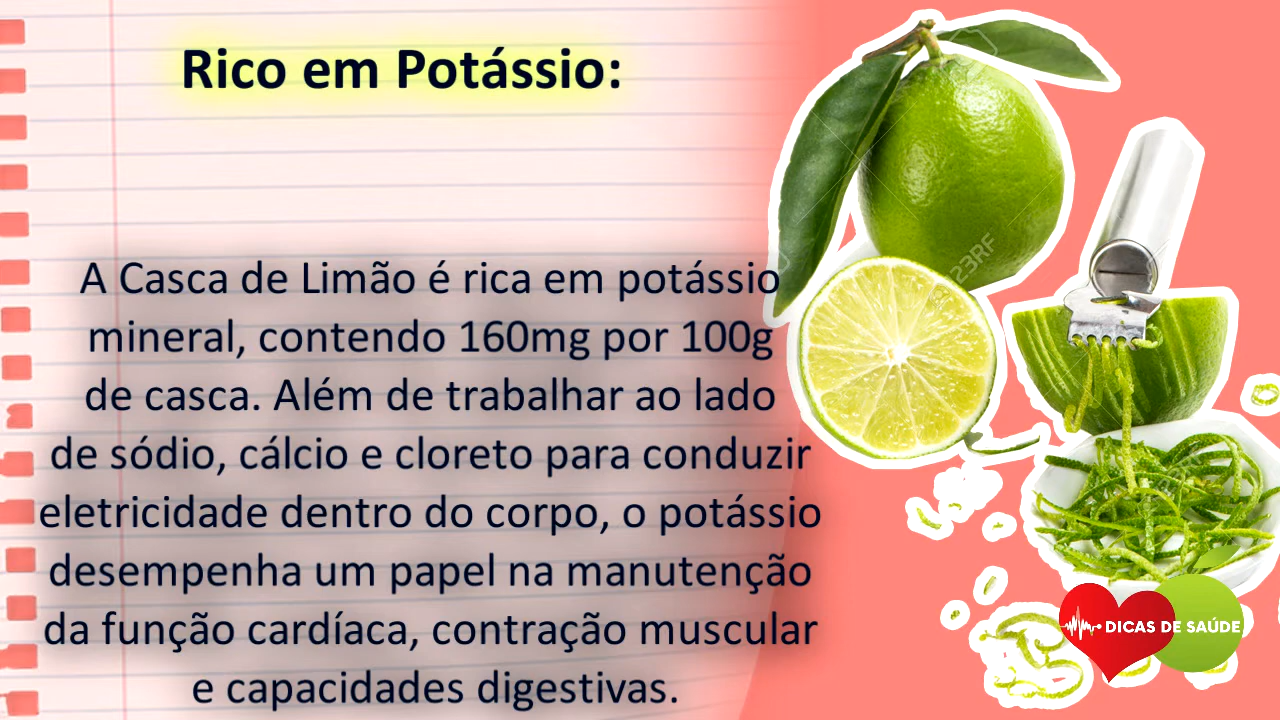 Rico em Potássio:
A Casca de Limão é rica em potássio
mineral, contendo 160mg por 100g
de casca. Além de trabalhar ao lado
de sódio, cálcio e cloreto para conduzir
eletricidade dentro do corpo, o potássio
desempenha um papel na manutenção
da função cardíaca, contração muscular
e capacidades digestivas.
123RF
DICAS DE SAÚDE